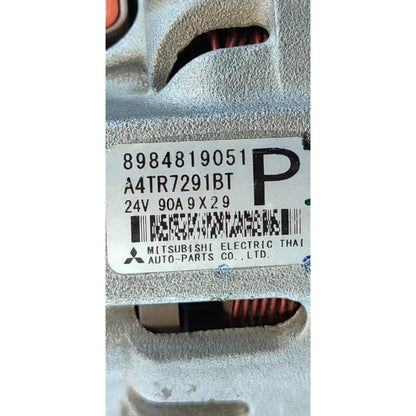 8984819051
A4TR7291BT P
24V 90A 9X29
MITSUBISHI ELECTRIC THAI
AUTO-PARTS CO., LTD.